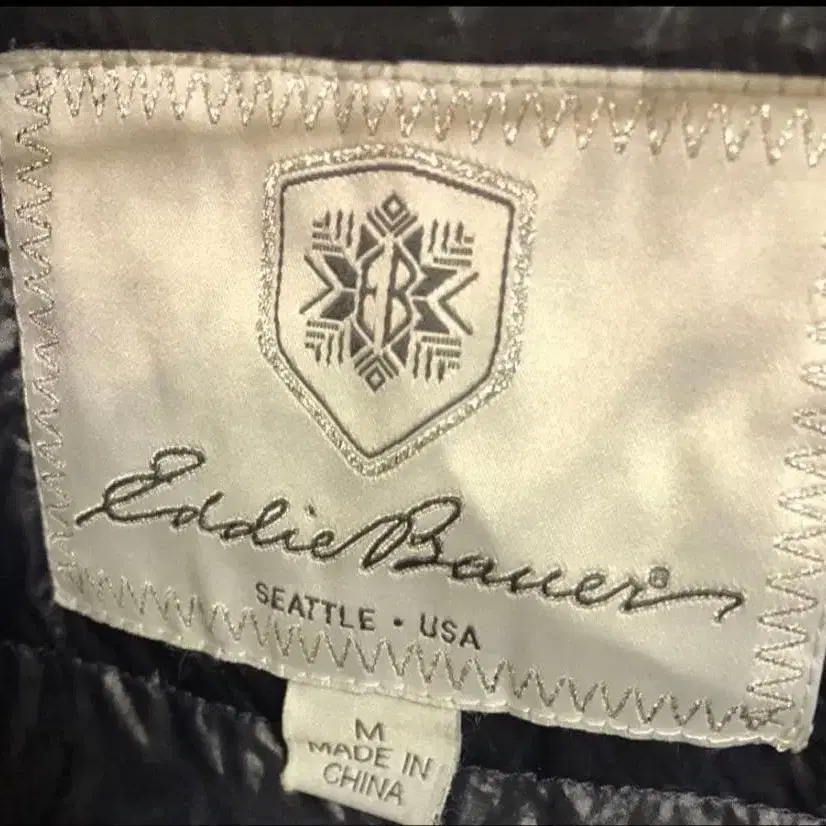 EB
Eddie Bauer®
SEATTLE • USA
M
MADE IN
CHINA